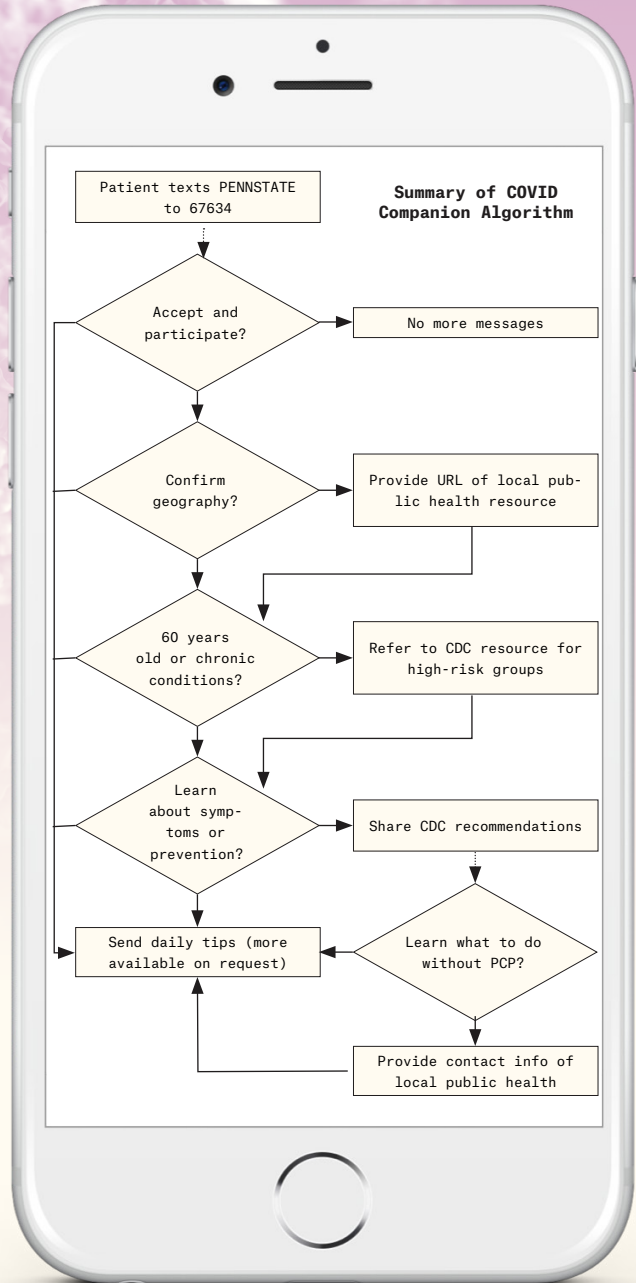 Patient texts PENNSTATE
to 67634
Summary of COVID
Companion Algorithm
Accept and
participate?
No more messages
Confirm
geography?
Provide URL of local pub-
lic health resource
60 years
old or chronic
conditions?
Refer to CDC resource for
high-risk groups
Learn
about symp-
toms or
prevention?
Share CDC recommendations
Send daily tips (more
available on request)
Learn what to do
without PCP?
Provide contact info of
local public health